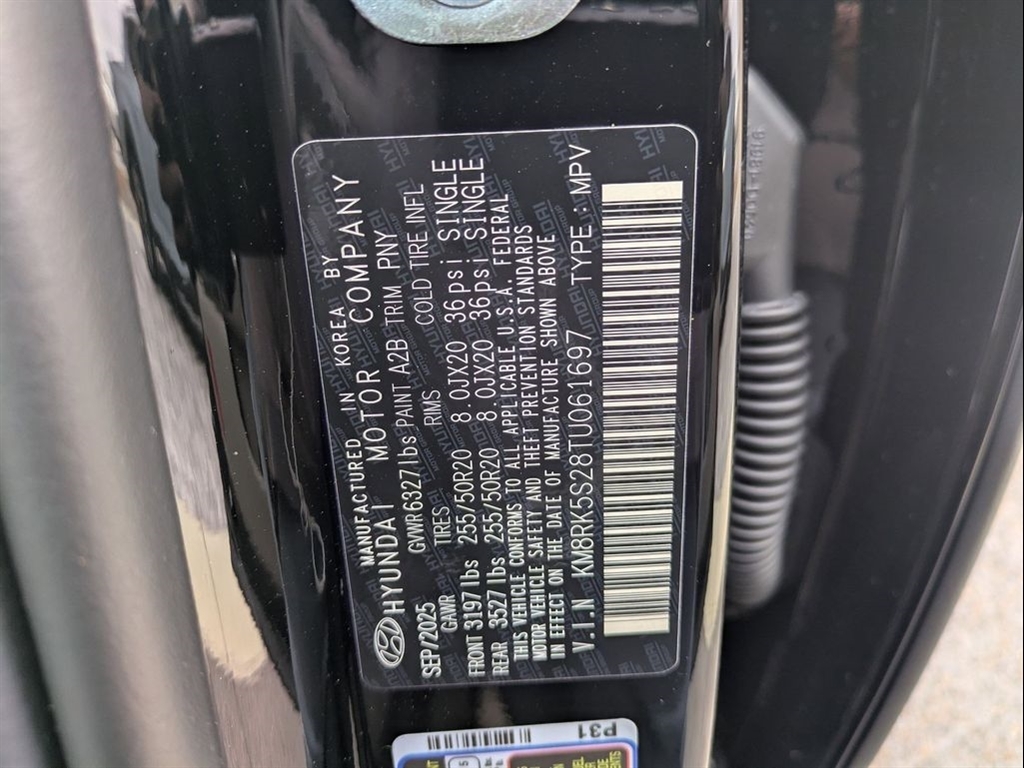 MANUFACTURED IN KOREA BY
HYUNDAI MOTOR COMPANY
SEP/2025 GVWR 6327 lbs PAINT A2B TRIM PNY
GAWR TIRES RIMS COLD TIRE INFL
FRONT 3197 lbs 255/50R20 8.0JX20 36psi SINGLE
REAR 3527 lbs 255/50R20 8.0JX20 36psi SINGLE
THIS VEHICLE CONFORMS TO ALL APPLICABLE U.S.A. FEDERAL
MOTOR VEHICLE SAFETY AND THEFT PREVENTION STANDARDS
IN EFFECT ON THE DATE OF MANUFACTURE SHOWN ABOVE
V.I.N. KM8RK5S28TU061697 TYPE:MPV
P31